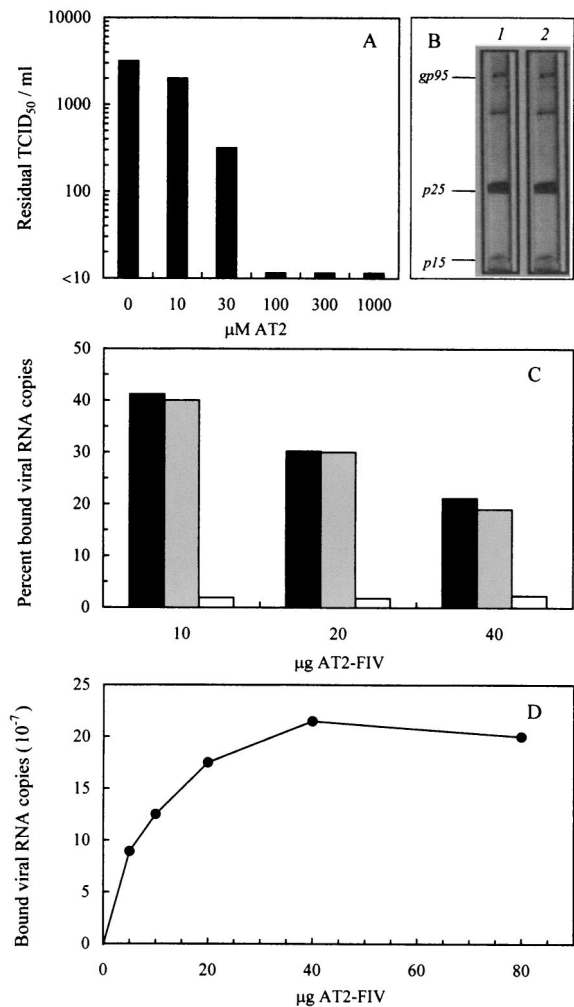 A
Residual TCID50 / ml
10000
1000
100
<10
0 10 30 100 300 1000
μM AT2
B
1 2
gp95
p25
p15
C
Percent bound viral RNA copies
50
40
30
20
10
0
10 20 40
μg AT2-FIV
D
Bound viral RNA copies (10-7)
25
20
15
10
5
0
0 20 40 60 80
μg AT2-FIV